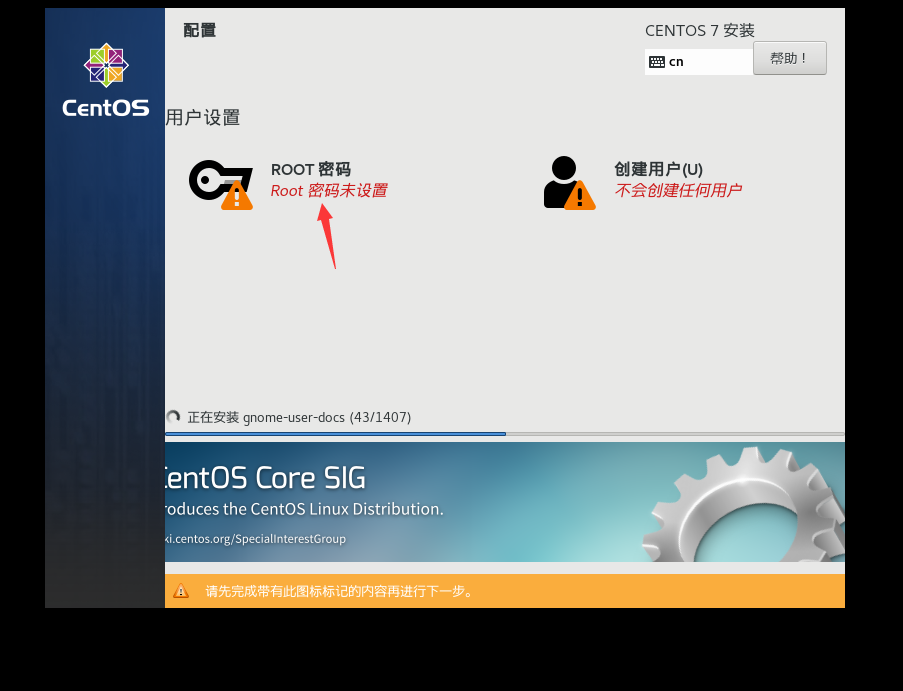 配置
CENTOS 7 安装
cn
帮助！
CentOS
用户设置
ROOT 密码
Root 密码未设置
创建用户(U)
不会创建任何用户
正在安装 gnome-user-docs (43/1407)
entOS Core SIG
roduces the CentOS Linux Distribution.
ki.centos.org/SpecialInterestGroup
请先完成带有此图标标记的内容再进行下一步。